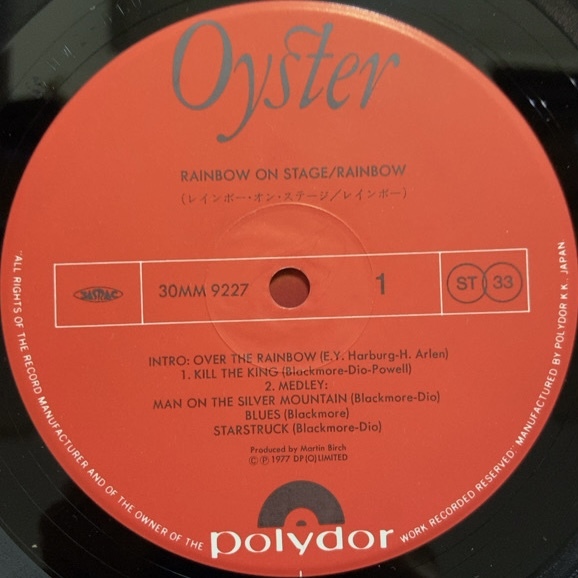 Oyster
RAINBOW ON STAGE/RAINBOW
(レインボー・オン・ステージ/レインボー)
JASRAC
30MM 9227
1
ST 33
INTRO: OVER THE RAINBOW (E.Y. Harburg-H. Arlen)
1. KILL THE KING (Blackmore-Dio-Powell)
2. MEDLEY:
MAN ON THE SILVER MOUNTAIN (Blackmore-Dio)
BLUES (Blackmore)
STARSTRUCK (Blackmore-Dio)
Produced by Martin Birch
© ℗ 1977 DP (O) LIMITED
polydor
"ALL RIGHTS OF THE RECORD MANUFACTURER AND OF THE OWNER OF THE WORK RECORDED RESERVED." MANUFACTURED BY POLYDOR K.K. JAPAN